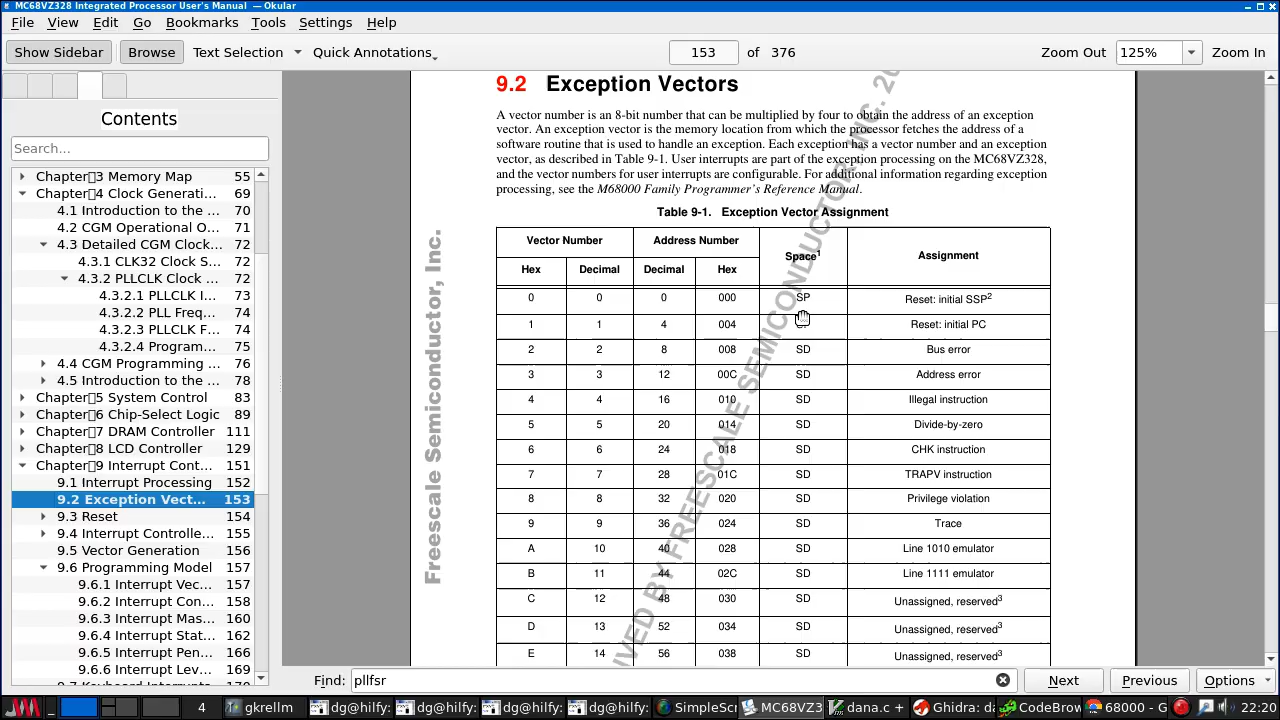 MC68VZ328 Integrated Processor User's Manual — Okular
File View Edit Go Bookmarks Tools Settings Help
Show Sidebar Browse Text Selection Quick Annotations 153 of 376 Zoom Out 125% Zoom In
Contents
Search...
Chapter 3 Memory Map 55
Chapter 4 Clock Generati... 69
4.1 Introduction to the ... 70
4.2 CGM Operational O... 71
4.3 Detailed CGM Clock... 72
4.3.1 CLK32 Clock S... 72
4.3.2 PLLCLK Clock ... 72
4.3.2.1 PLLCLK I... 73
4.3.2.2 PLL Freq... 74
4.3.2.3 PLLCLK F... 74
4.3.2.4 Program... 75
4.4 CGM Programming ... 76
4.5 Introduction to the ... 78
Chapter 5 System Control 83
Chapter 6 Chip-Select Logic 89
Chapter 7 DRAM Controller 111
Chapter 8 LCD Controller 129
Chapter 9 Interrupt Cont... 151
9.1 Interrupt Processing 152
9.2 Exception Vect... 153
9.3 Reset 154
9.4 Interrupt Controlle... 155
9.5 Vector Generation 156
9.6 Programming Model 157
9.6.1 Interrupt Vec... 157
9.6.2 Interrupt Con... 158
9.6.3 Interrupt Mas... 160
9.6.4 Interrupt Stat... 162
9.6.5 Interrupt Pen... 166
9.6.6 Interrupt Lev... 169
9.2 Exception Vectors
A vector number is an 8-bit number that can be multiplied by four to obtain the address of an exception
vector. An exception vector is the memory location from which the processor fetches the address of a
software routine that is used to handle an exception. Each exception has a vector number and an exception
vector, as described in Table 9-1. User interrupts are part of the exception processing on the MC68VZ328,
and the vector numbers for user interrupts are configurable. For additional information regarding exception
processing, see the M68000 Family Programmer's Reference Manual.
Table 9-1. Exception Vector Assignment
Vector Number Address Number Space1 Assignment
Hex Decimal Decimal Hex
0 0 0 000 SP Reset: initial SSP2
1 1 4 004 Reset: initial PC
2 2 8 008 SD Bus error
3 3 12 00C SD Address error
4 4 16 010 SD Illegal instruction
5 5 20 014 SD Divide-by-zero
6 6 24 018 SD CHK instruction
7 7 28 01C SD TRAPV instruction
8 8 32 020 SD Privilege violation
9 9 36 024 SD Trace
A 10 40 028 SD Line 1010 emulator
B 11 44 02C SD Line 1111 emulator
C 12 48 030 SD Unassigned, reserved3
D 13 52 034 SD Unassigned, reserved3
E 14 56 038 SD Unassigned, reserved3
Freescale Semiconductor, Inc.
VED BY FREESCALE SEMICONDUCTOR, INC. 20
Find: pllfsr Next Previous Options
4 gkrellm dg@hilfy: dg@hilfy: dg@hilfy: dg@hilfy: SimpleScr MC68VZ3 dana.c + Ghidra: da CodeBrow 68000 - G 22:20